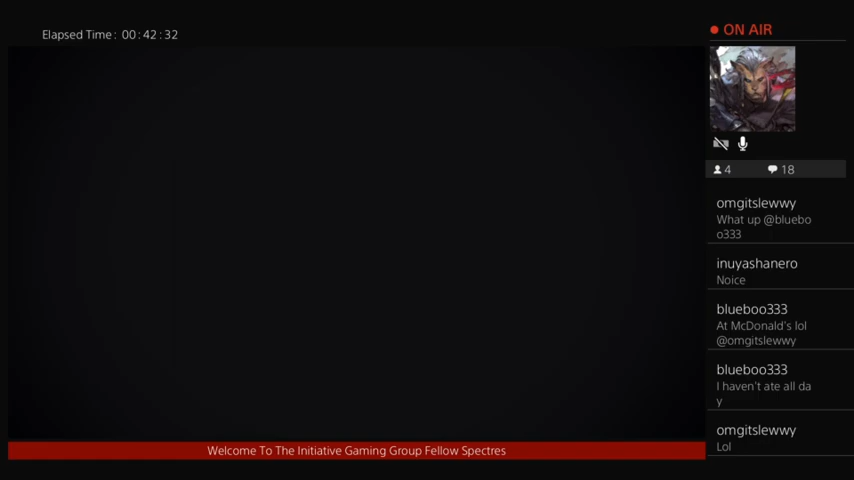 Elapsed Time: 00:42:32
ON AIR
4 18
omgitslewwy
What up @bluebo
o333
inuyashanero
Noice
blueboo333
At McDonald's lol
@omgitslewwy
blueboo333
I haven't ate all da
y
omgitslewwy
Lol
Welcome To The Initiative Gaming Group Fellow Spectres